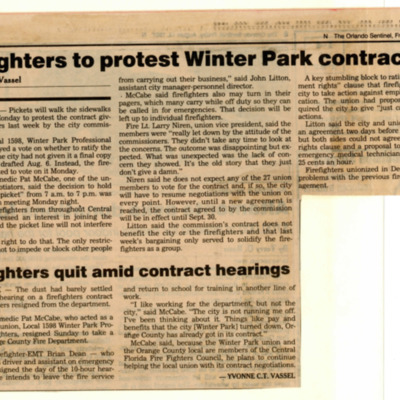 N The Orlando Sentinel, F
ghters to protest Winter Park contrac
Vassel
— Pickets will walk the sidewalks
Monday to protest the contract giv-
ers last week by the city commis-
al 1598, Winter Park Professional
yed a vote on whether to ratify the
city had not given it a final copy
drafted Aug. 6. Instead, the fire-
ed to vote on it Monday.
medic Pat McCabe, one of the un-
otiators, said the decision to hold
picket" from 7 a.m. to 7 p.m. was
n meeting Monday night.
firefighters from throughout Central
ressed an interest in joining the
d the picket line will not interfere
right to do that. The only restric-
not to impede or block other people
from carrying out their business," said John Litton,
assistant city manager-personnel director.
McCabe said firefighters also may turn in their
pagers, which many carry while off duty so they can
be called in for emergencies. That decision will be
left up to individual firefighters.
Fire Lt. Larry Niren, union vice president, said the
members were "really let down by the attitude of the
commissioners. They didn't take any time to look at
the concerns. The outcome was disappointing but ex-
pected. What was unexpected was the lack of con-
cern they showed. It's the old story that they just
don't give a damn."
Niren said he does not expect any of the 27 union
members to vote for the contract and, if so, the city
will have to resume negotiations with the union on
every point. However, until a new agreement is
reached, the contract agreed to by the commission
will be in effect until Sept. 30.
Litton said the commission's contract does not
benefit the city or the firefighters and that last
week's bargaining only served to solidify the fire-
fighters as a group.
A key stumbling block to ratif
ment rights" clause that firefig
city to take action against emp
cation. The union had propos
quired the city to give "just c
actions.
Litton said the city and u
an agreement two days before
but both sides could not agre
rights clause and a proposal to
emergency medical technician
25 cents an hour.
Firefighters unionized in De
problems with the previous fi
agement.
ghters quit amid contract hearings
— The dust had barely settled
hearing on a firefighters contract
ers resigned from the department.
medic Pat McCabe, who acted as a
union, Local 1598 Winter Park Pro-
hters, resigned Sunday to take a
ge County Fire Department.
efighter-EMT Brian Dean — who
driver and assistant on emergency
signed the day of the 10-hour hear-
y intends to leave the fire service
and return to school for training in another line of
work.
"I like working for the department, but not the
city," said McCabe. "The city is not running me off.
I've been thinking about it. Things like pay and
benefits that the city [Winter Park] turned down, Or-
ange County has already got in its contract."
McCabe said, because the Winter Park union and
the Orange County local are members of the Central
Florida Fire Fighters Council, he plans to continue
helping the local union with its contract negotiations.
— YVONNE C.T. VASSEL